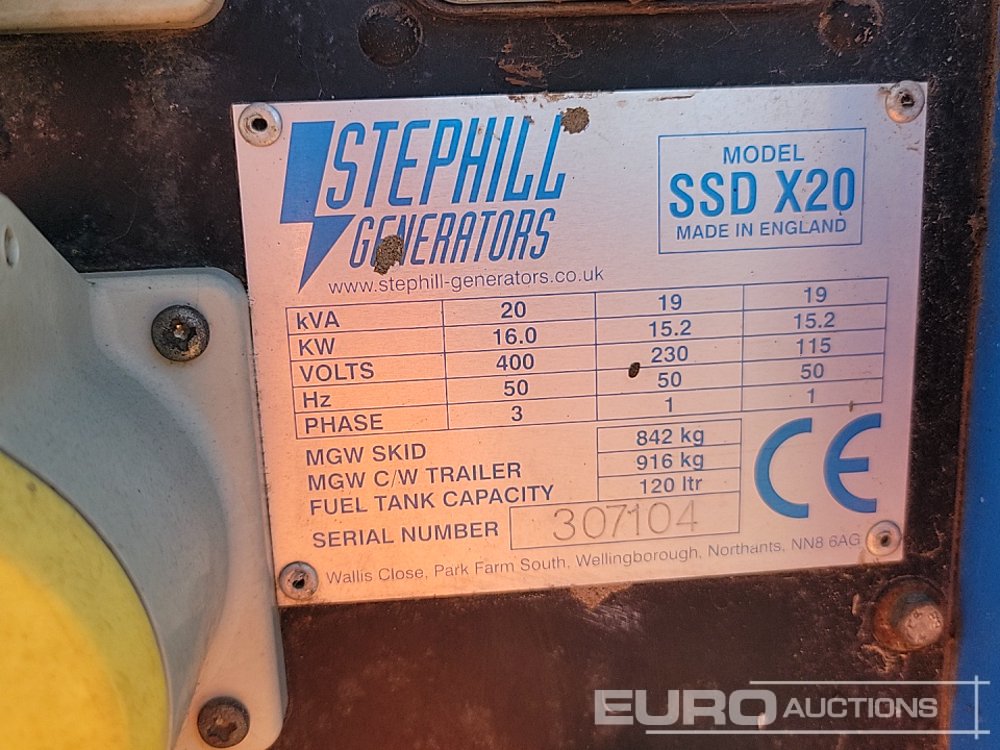 STEPHILL
GENERATORS
www.stephill-generators.co.uk
MODEL
SSD X20
MADE IN ENGLAND
kVA 20 19 19
KW 16.0 15.2 15.2
VOLTS 400 230 115
Hz 50 50 50
PHASE 3 1 1
MGW SKID 842 kg
MGW C/W TRAILER 916 kg
FUEL TANK CAPACITY 120 ltr
SERIAL NUMBER 307104
CE
Wallis Close, Park Farm South, Wellingborough, Northants, NN8 6AG
EURO AUCTIONS